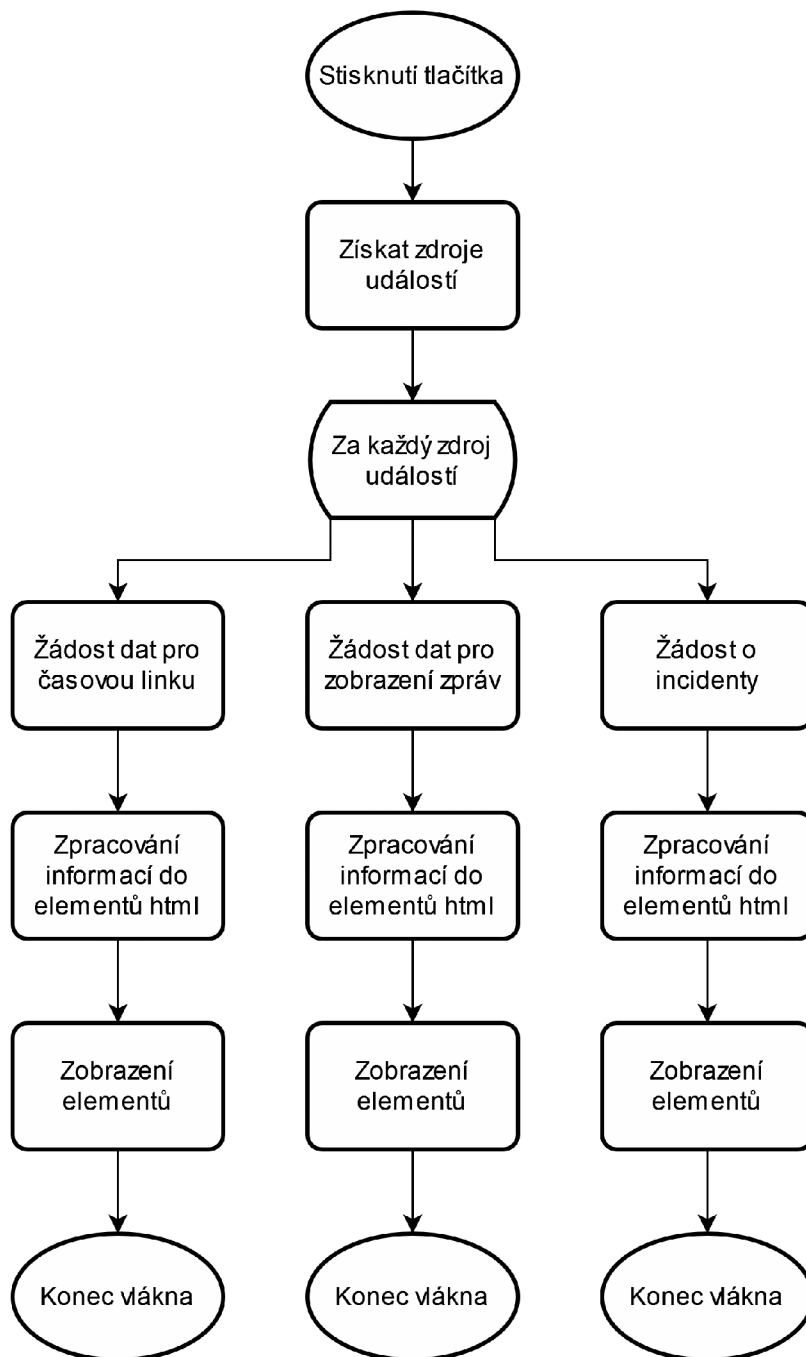 Stisknutí tlačítka
Získat zdroje
událostí
Za každý zdroj
událostí
Žádost dat pro
časovou linku
Žádost dat pro
zobrazení zpráv
Žádost o
incidenty
Zpracování
informací do
elementů html
Zpracování
informací do
elementů html
Zpracování
informací do
elementů html
Zobrazení
elementů
Zobrazení
elementů
Zobrazení
elementů
Konec vlákna
Konec vlákna
Konec vlákna